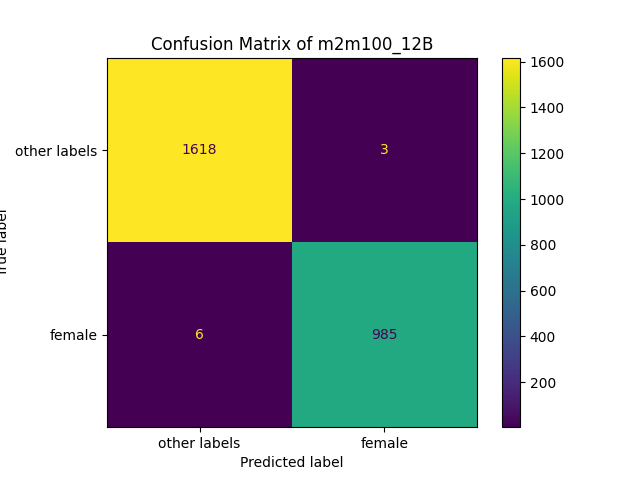 Confusion Matrix of m2m100_12B
other labels
1618
3
female
6
985
other labels
female
Predicted label
label
1600
1400
1200
1000
800
600
400
200